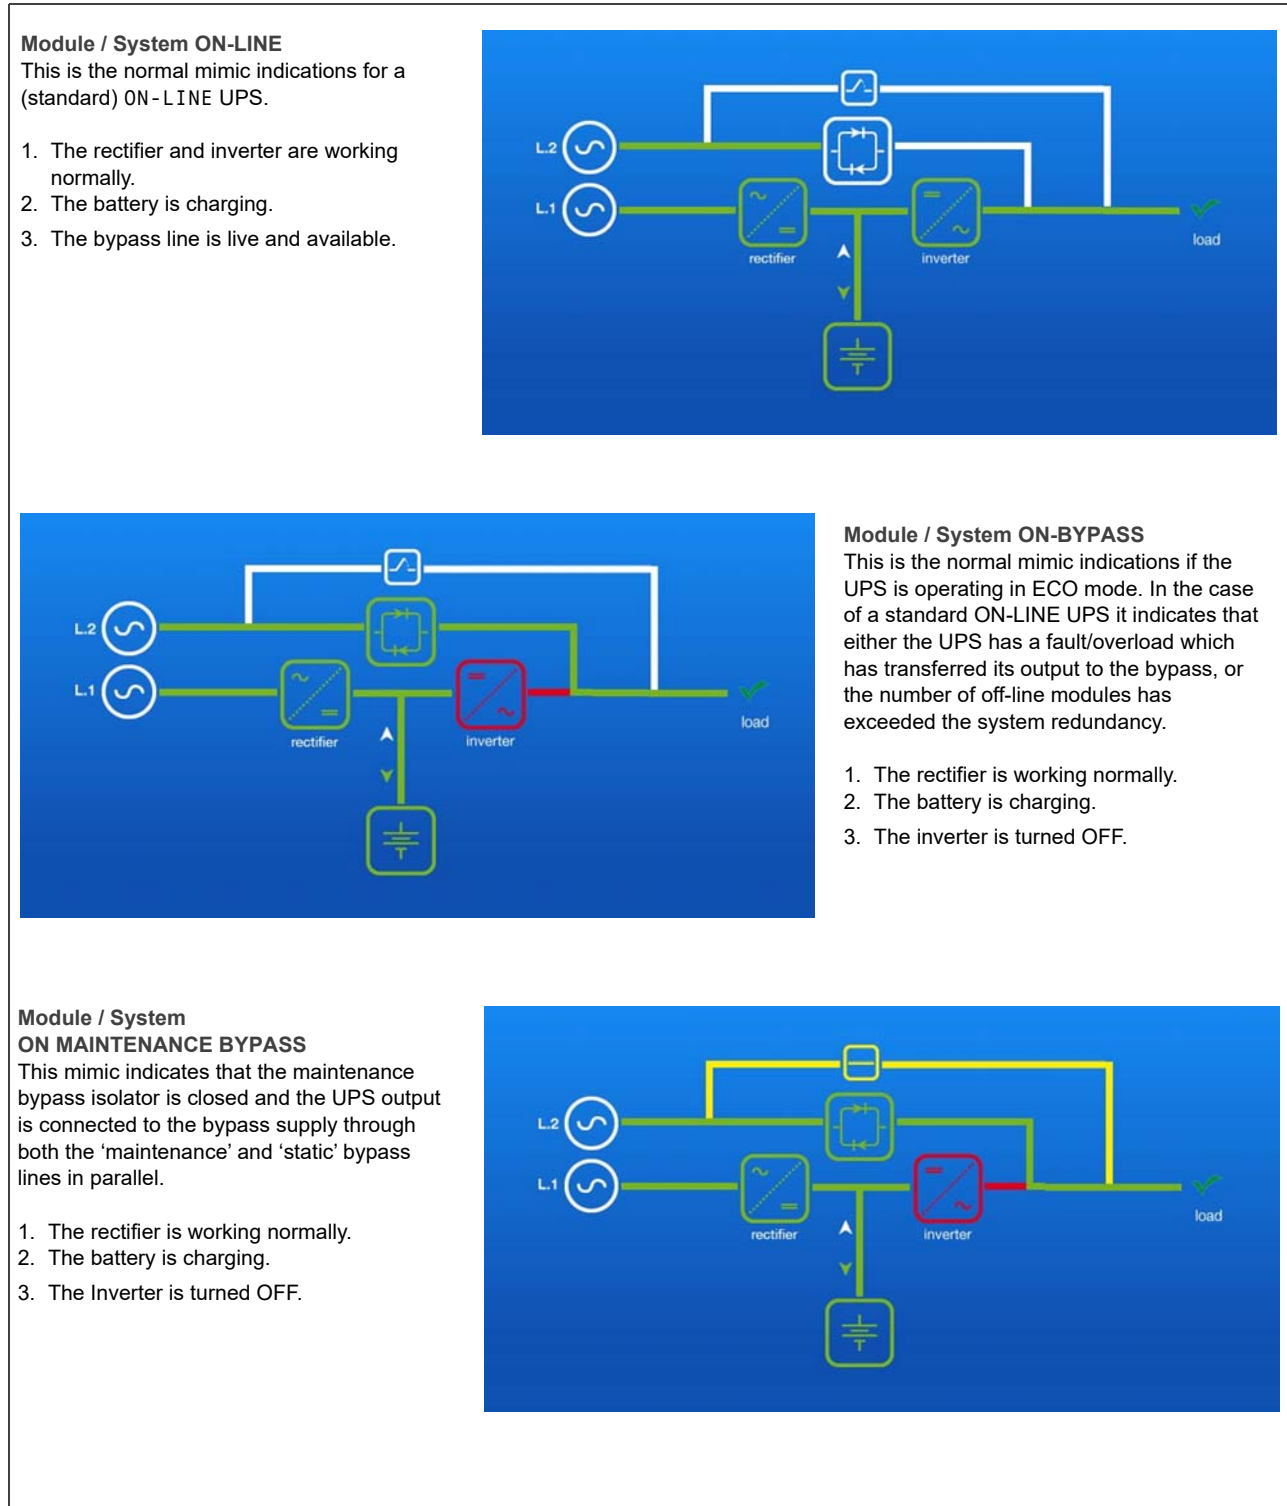 Module / System ON-LINE
This is the normal mimic indications for a
(standard) ON-LINE UPS.
1. The rectifier and inverter are working
normally.
2. The battery is charging.
3. The bypass line is live and available.
L.2
L.1
rectifier
inverter
load
L.2
L.1
rectifier
inverter
load
Module / System ON-BYPASS
This is the normal mimic indications if the
UPS is operating in ECO mode. In the case
of a standard ON-LINE UPS it indicates that
either the UPS has a fault/overload which
has transferred its output to the bypass, or
the number of off-line modules has
exceeded the system redundancy.
1. The rectifier is working normally.
2. The battery is charging.
3. The inverter is turned OFF.
Module / System
ON MAINTENANCE BYPASS
This mimic indicates that the maintenance
bypass isolator is closed and the UPS output
is connected to the bypass supply through
both the ‘maintenance’ and ‘static’ bypass
lines in parallel.
1. The rectifier is working normally.
2. The battery is charging.
3. The Inverter is turned OFF.
L.2
L.1
rectifier
inverter
load